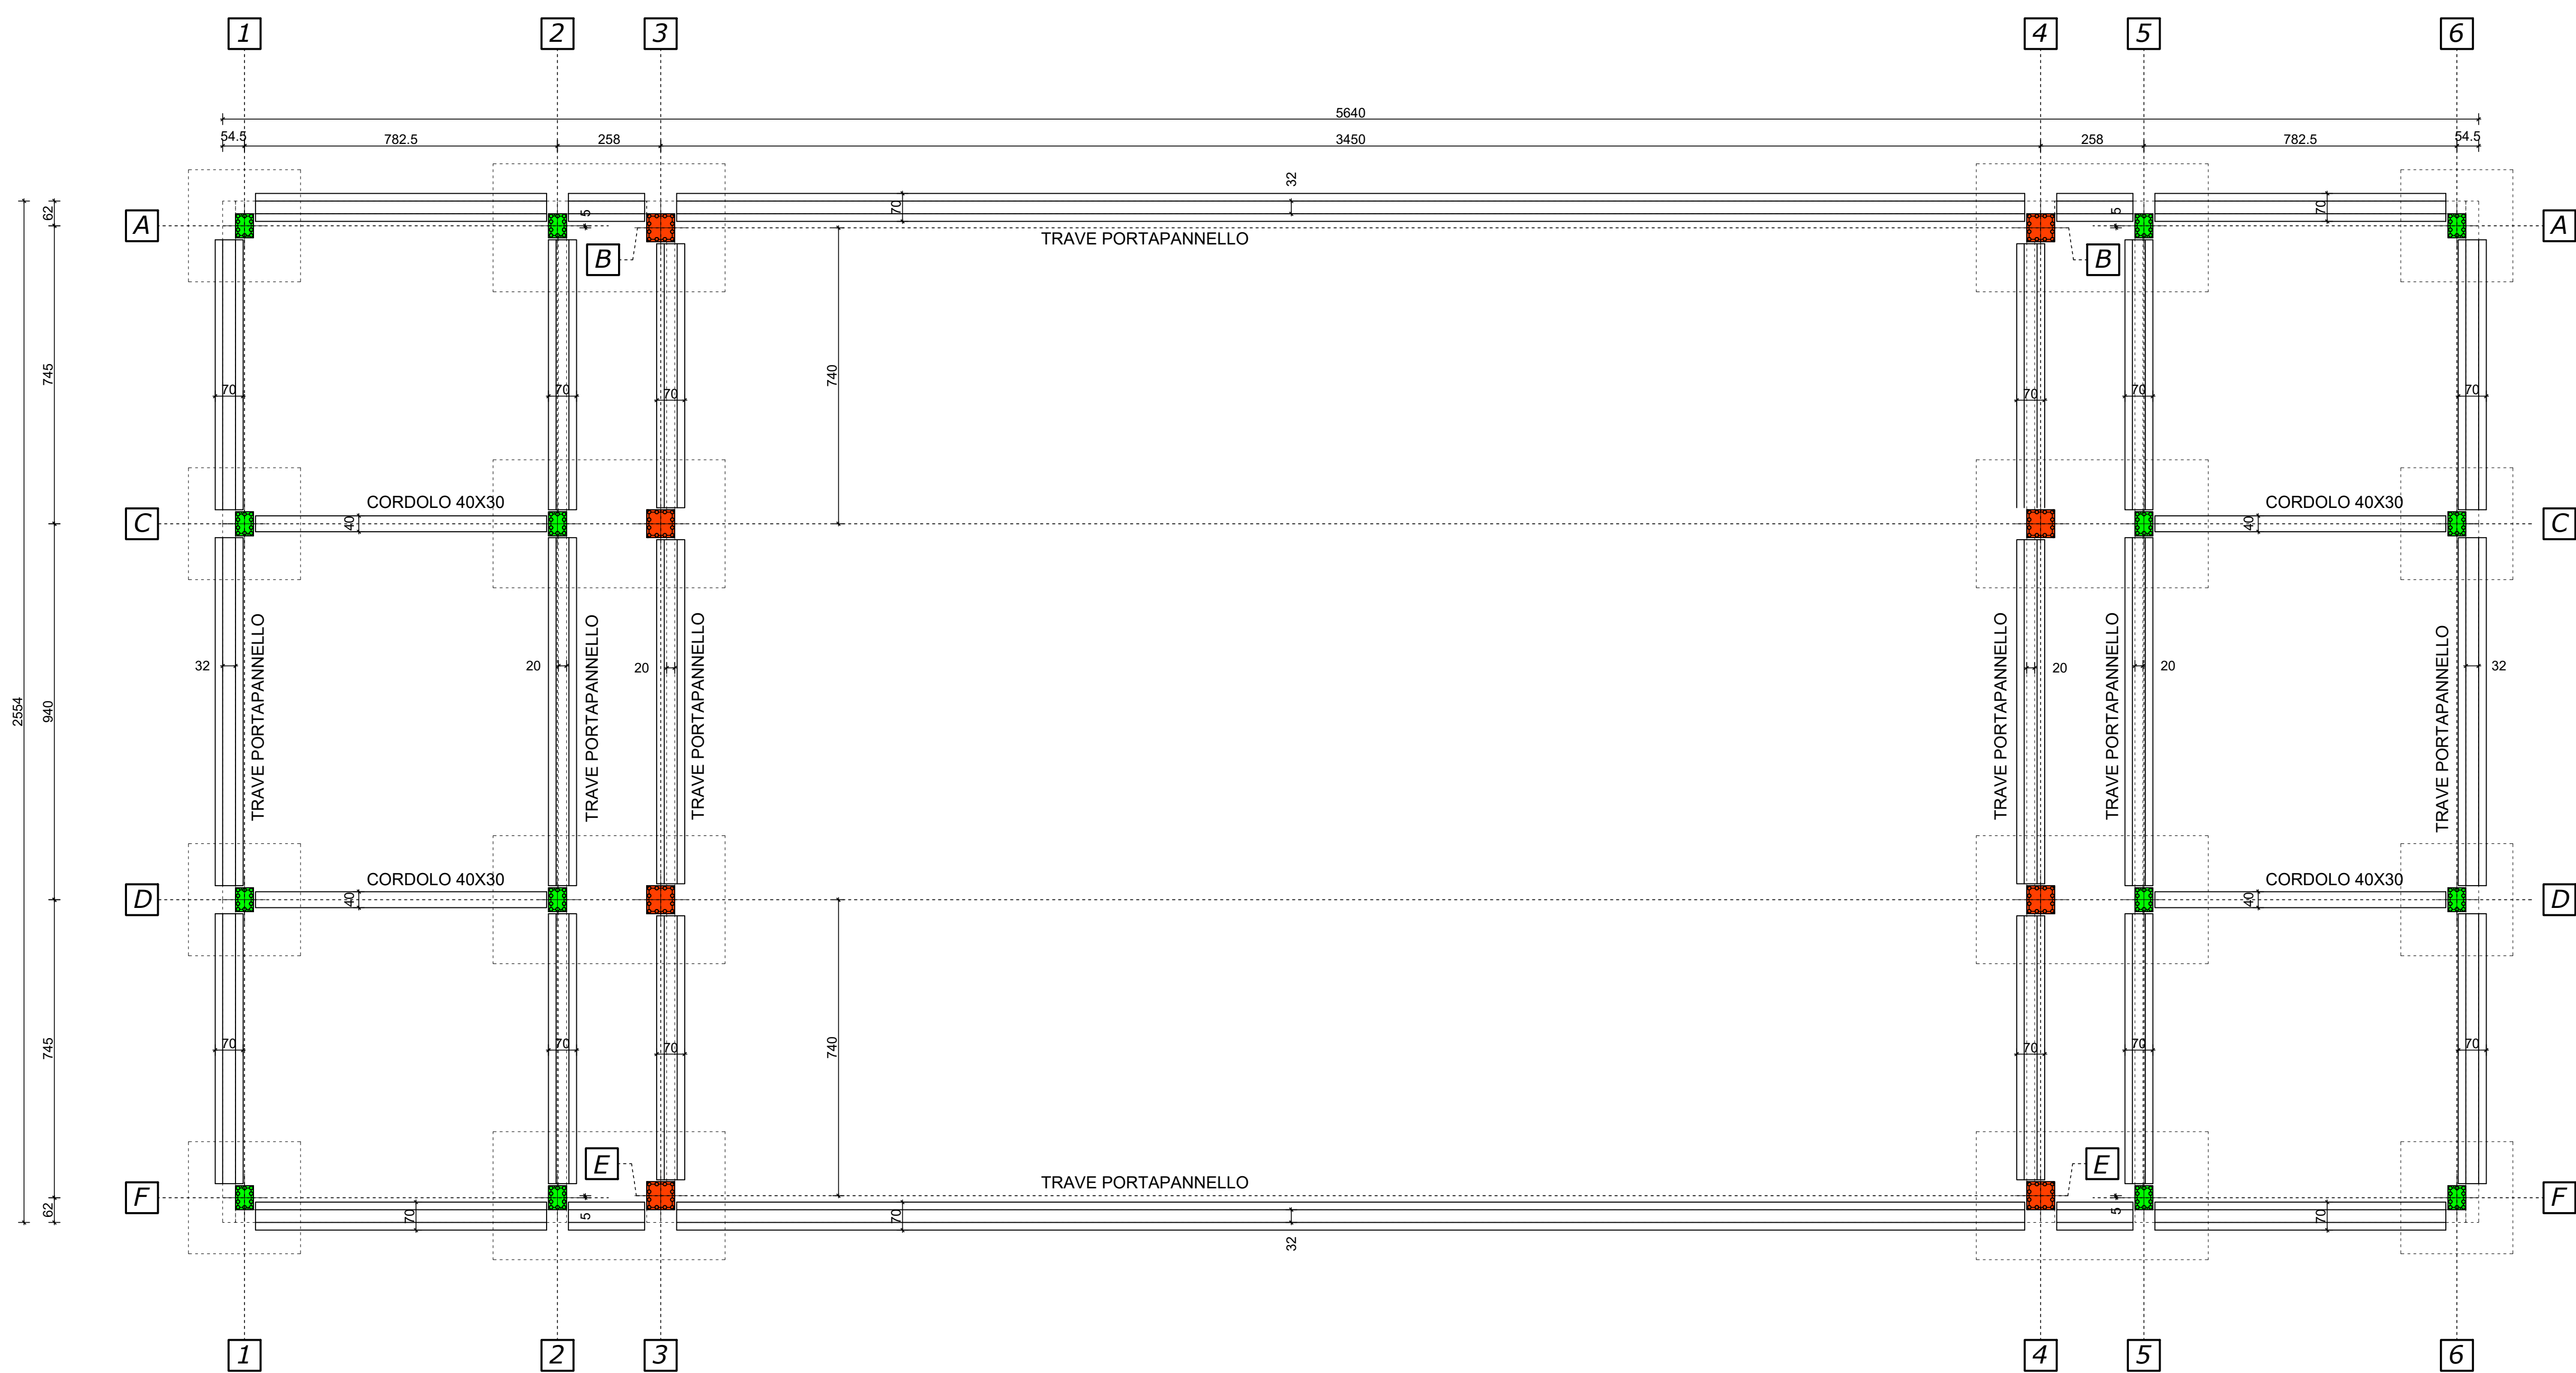 1 2 3 4 5 6
5640
54.5 782.5 258 3450 258 782.5 54.5
32
62 70 5 70 5 70
A A
TRAVE PORTAPANNELLO
B B
745 740
70 70 70 70 70 70
CORDOLO 40X30 CORDOLO 40X30
C 40 40 C
TRAVE PORTAPANNELLO
TRAVE PORTAPANNELLO
TRAVE PORTAPANNELLO
TRAVE PORTAPANNELLO
TRAVE PORTAPANNELLO
TRAVE PORTAPANNELLO
32 20 20 20 20 32
2554 940
CORDOLO 40X30 CORDOLO 40X30
D 40 40 D
745 740
70 70 70 70 70 70
E E
TRAVE PORTAPANNELLO
F F
62 70 5 70 5 70
32
1 2 3 4 5 6